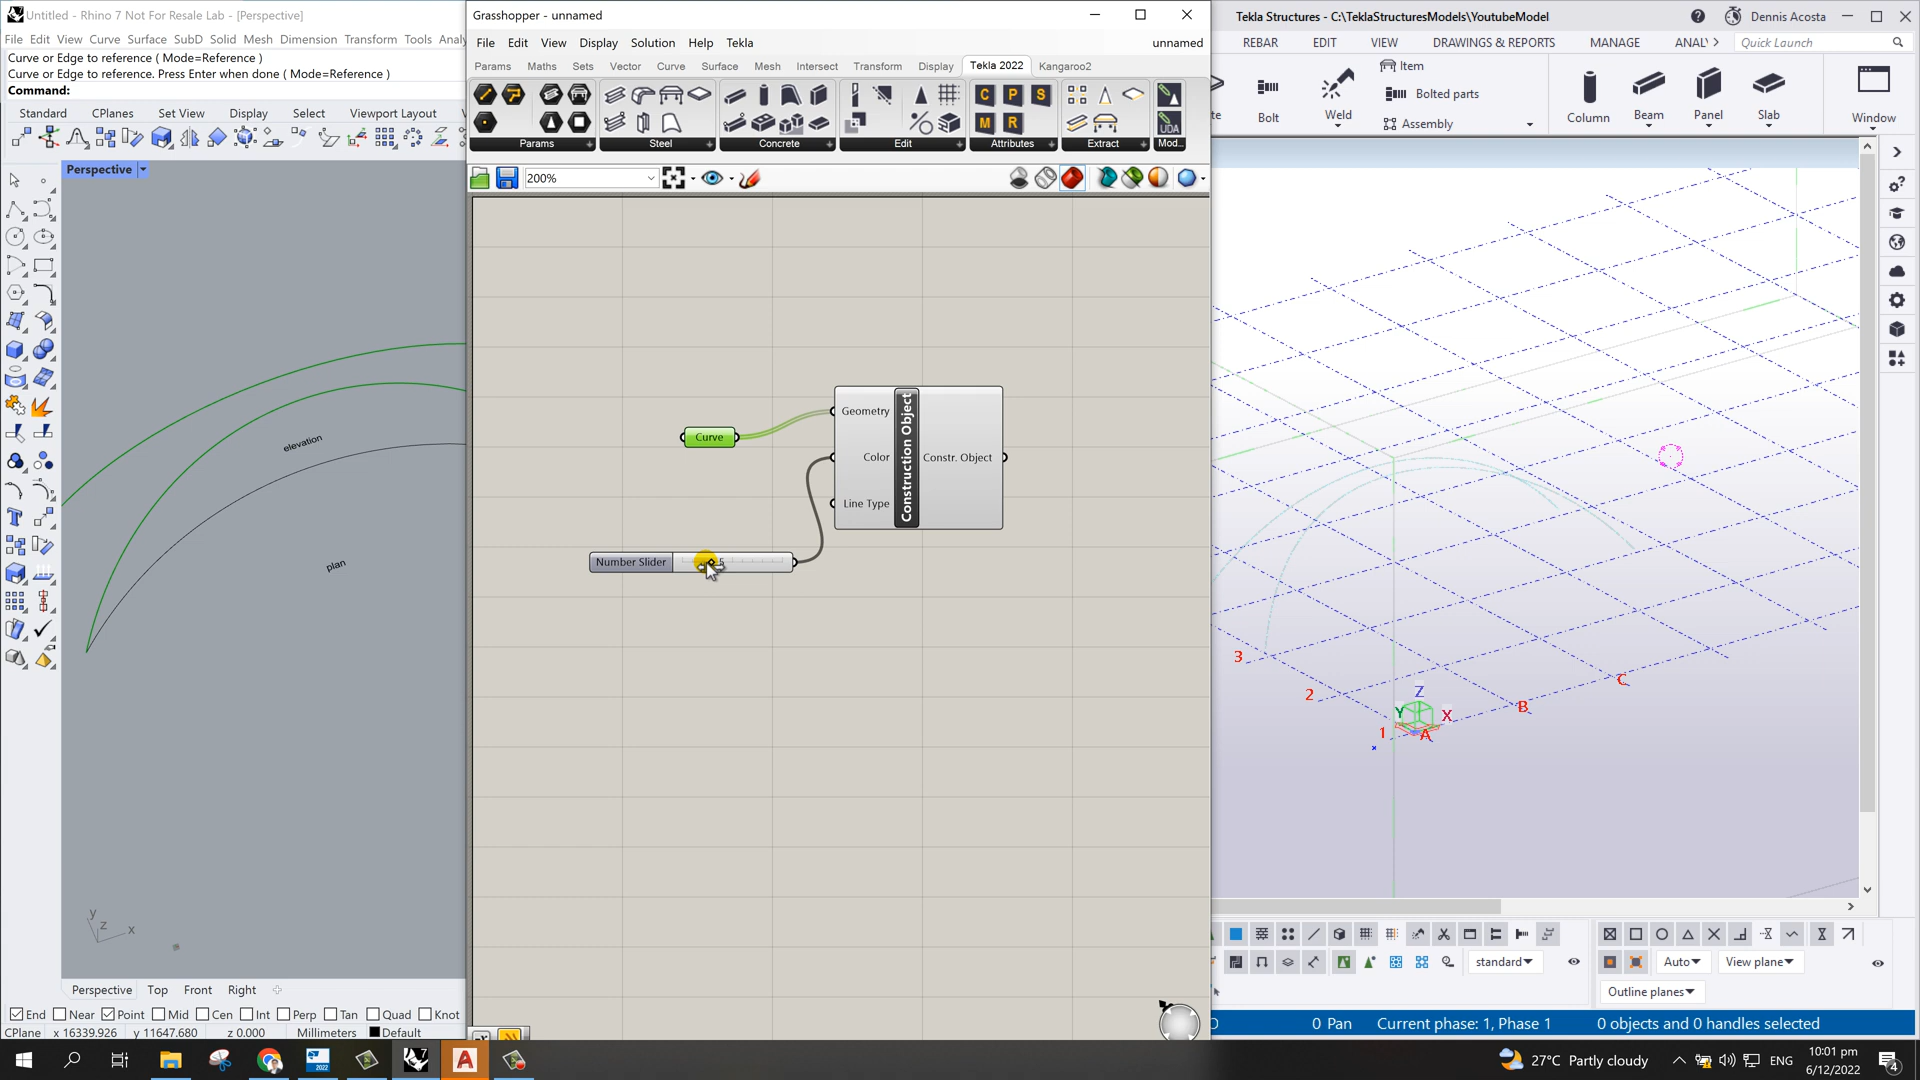 Untitled - Rhino 7 Not For Resale Lab - [Perspective]
File Edit View Curve Surface SubD Solid Mesh Dimension Transform Tools Analy
Curve or Edge to reference ( Mode=Reference )
Curve or Edge to reference. Press Enter when done ( Mode=Reference )
Command:
Standard CPlanes Set View Display Select Viewport Layout
Perspective
elevation
plan
y
z
x
Perspective Top Front Right
End Near Point Mid Cen Int Perp Tan Quad Knot
CPlane x 16339.926 y 11647.680 z 0.000 Millimeters Default
Grasshopper - unnamed
File Edit View Display Solution Help Tekla unnamed
Params Maths Sets Vector Curve Surface Mesh Intersect Transform Display Tekla 2022 Kangaroo2
C P S
M R
UDA
Params Steel Concrete Edit Attributes Extract Mod...
200%
Curve
Geometry
Color
Line Type
Construction Object
Constr. Object
Number Slider 5
Tekla Structures - C:\TeklaStructuresModels\YoutubeModel Dennis Acosta
REBAR EDIT VIEW DRAWINGS & REPORTS MANAGE ANAL Quick Launch
te
Bolt
Weld
Item
Bolted parts
Assembly
Column
Beam
Panel
Slab
Window
3
2
1
A
B
C
Z
Y
X
standard
Auto
View plane
Outline planes
0 Pan Current phase: 1, Phase 1 0 objects and 0 handles selected
2022
A
27°C Partly cloudy
ENG
10:01 pm
6/12/2022
4